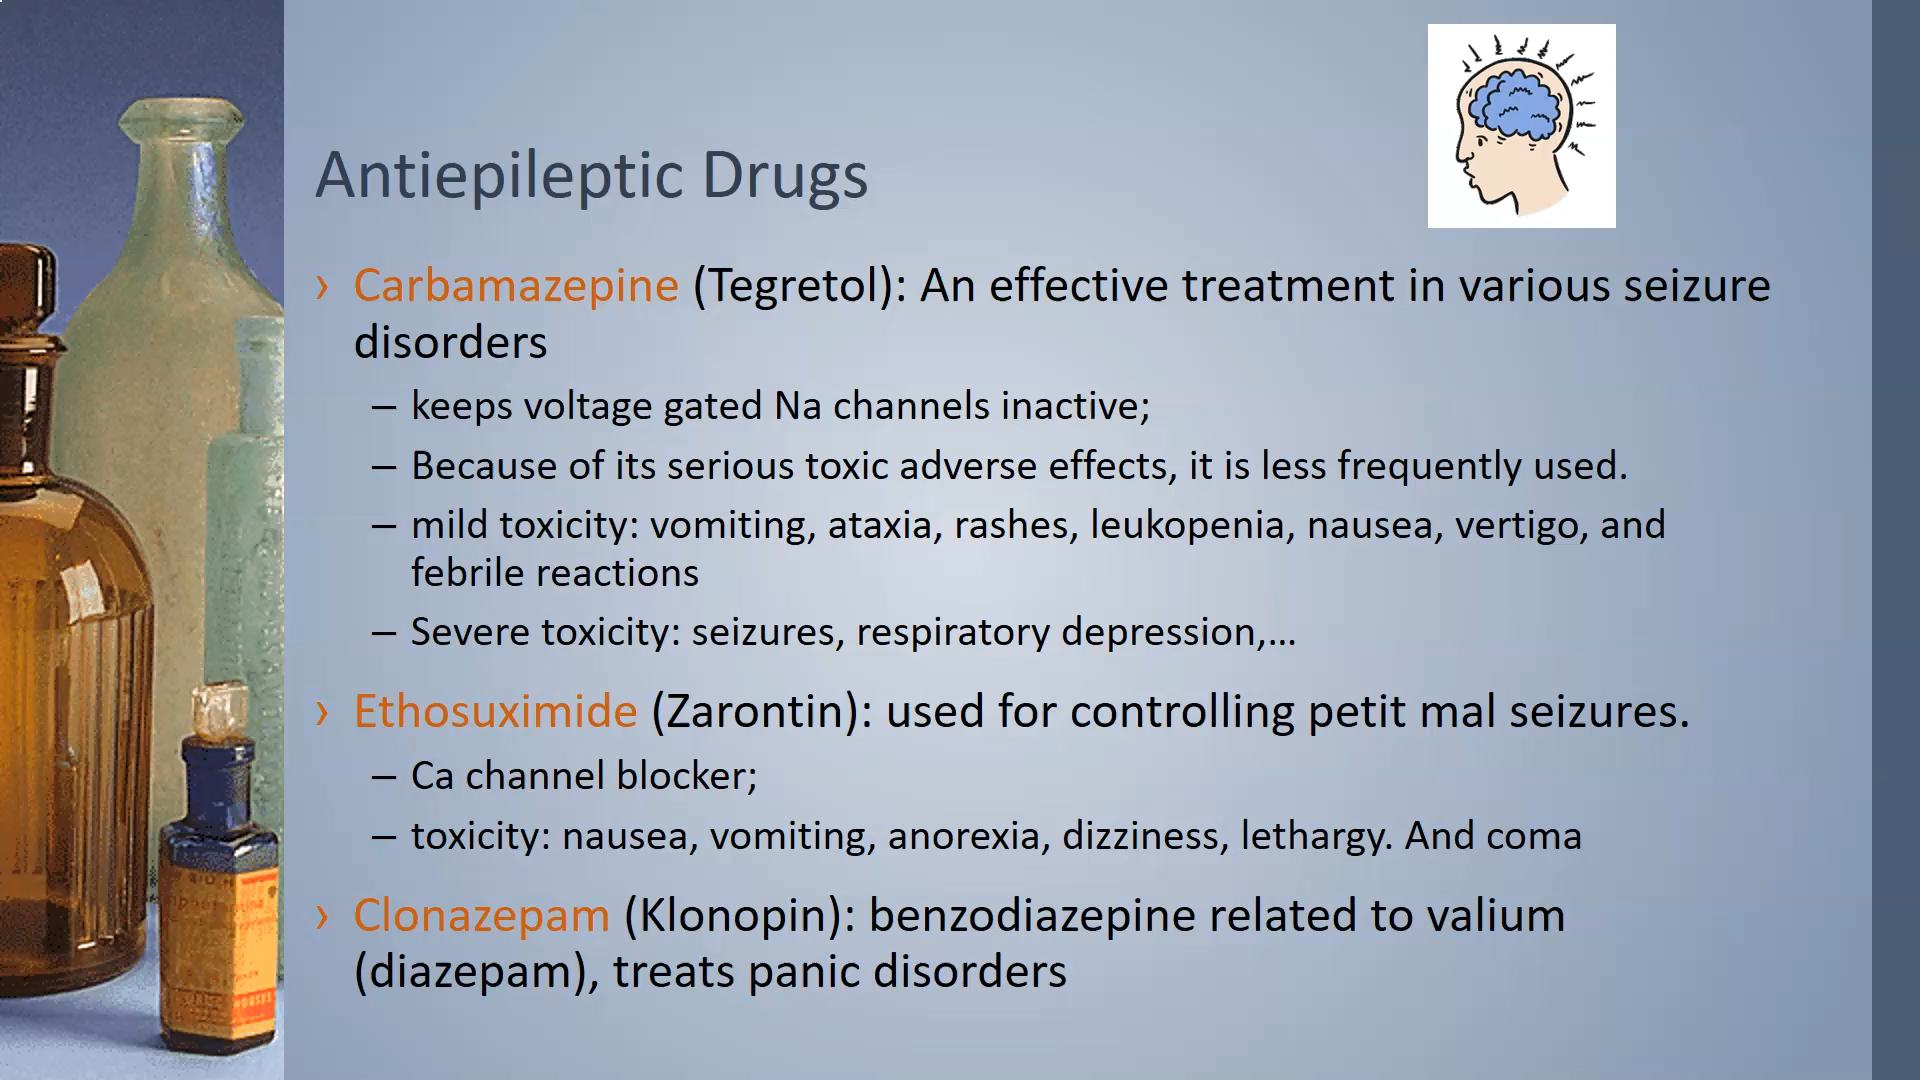 Antiepileptic Drugs
› Carbamazepine (Tegretol): An effective treatment in various seizure
disorders
– keeps voltage gated Na channels inactive;
– Because of its serious toxic adverse effects, it is less frequently used.
– mild toxicity: vomiting, ataxia, rashes, leukopenia, nausea, vertigo, and
febrile reactions
– Severe toxicity: seizures, respiratory depression,...
› Ethosuximide (Zarontin): used for controlling petit mal seizures.
– Ca channel blocker;
– toxicity: nausea, vomiting, anorexia, dizziness, lethargy. And coma
› Clonazepam (Klonopin): benzodiazepine related to valium
(diazepam), treats panic disorders